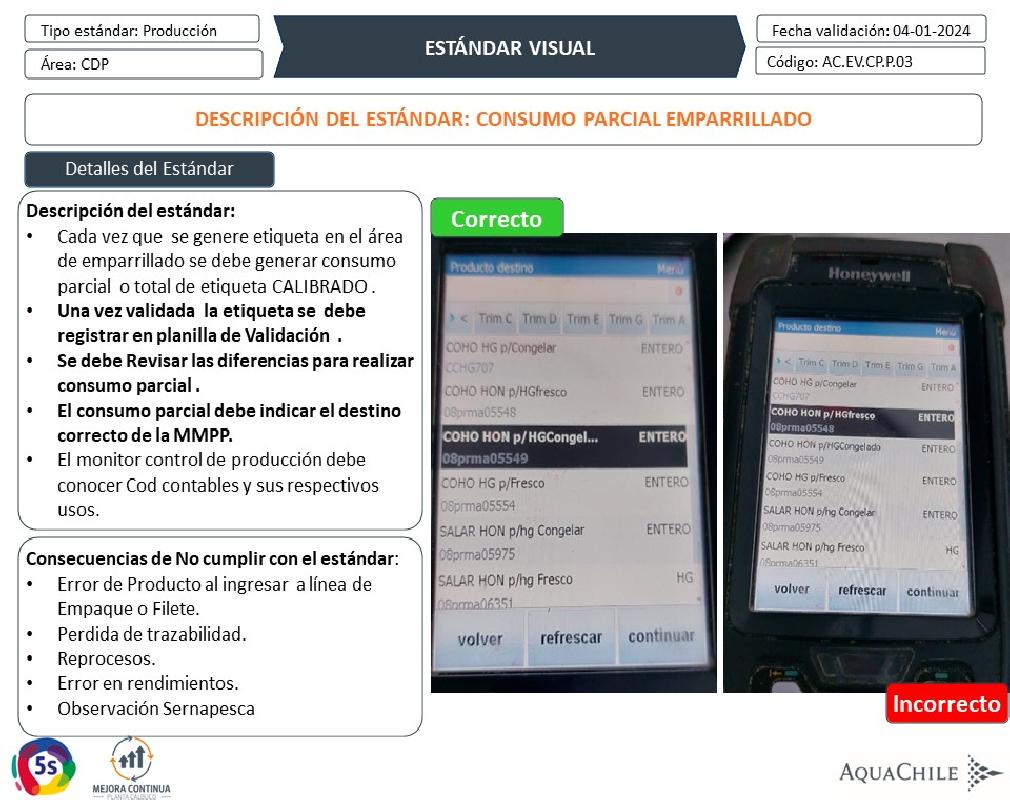 Tipo estándar: Producción
Área: CDP
ESTÁNDAR VISUAL
Fecha validación: 04-01-2024
Código: AC.EV.CP.P.03
DESCRIPCIÓN DEL ESTÁNDAR: CONSUMO PARCIAL EMPARRILLADO
Detalles del Estándar
Descripción del estándar:
• Cada vez que se genere etiqueta en el área
de emparrillado se debe generar consumo
parcial o total de etiqueta CALIBRADO .
• Una vez validada la etiqueta se debe
registrar en planilla de Validación .
• Se debe Revisar las diferencias para realizar
consumo parcial .
• El consumo parcial debe indicar el destino
correcto de la MMPP.
• El monitor control de producción debe
conocer Cod contables y sus respectivos
usos.
Consecuencias de No cumplir con el estándar:
• Error de Producto al ingresar a línea de
Empaque o Filete.
• Perdida de trazabilidad.
• Reprocesos.
• Error en rendimientos.
• Observación Sernapesca
Correcto
Producto destino Menú
> < Trim C Trim D Trim E Trim G Trim A
COHO HG p/Congelar ENTERO
CCHG707
COHO HON p/HGfresco ENTERO
08prma05548
COHO HON p/HGCongel... ENTERO
08prma05549
COHO HG p/Fresco ENTERO
08prma05554
SALAR HON p/hg Congelar ENTERO
08prma05975
SALAR HON p/hg Fresco HG
08prma06351
volver refrescar continuar
Honeywell
Producto destino Menú
> < Trim C Trim D Trim E Trim G Trim A
COHO HG p/Congelar ENTERO
CCHG707
COHO HON p/HGfresco ENTERO
08prma05548
COHO HON p/HGCongelado ENTERO
08prma05549
COHO HG p/Fresco ENTERO
08prma05554
SALAR HON p/hg Congelar ENTERO
08prma05975
SALAR HON p/hg Fresco HG
08prma06351
volver refrescar continuar
Incorrecto
5s
MEJORA CONTINUA
PLANTA CALBUCO
AQUACHILE